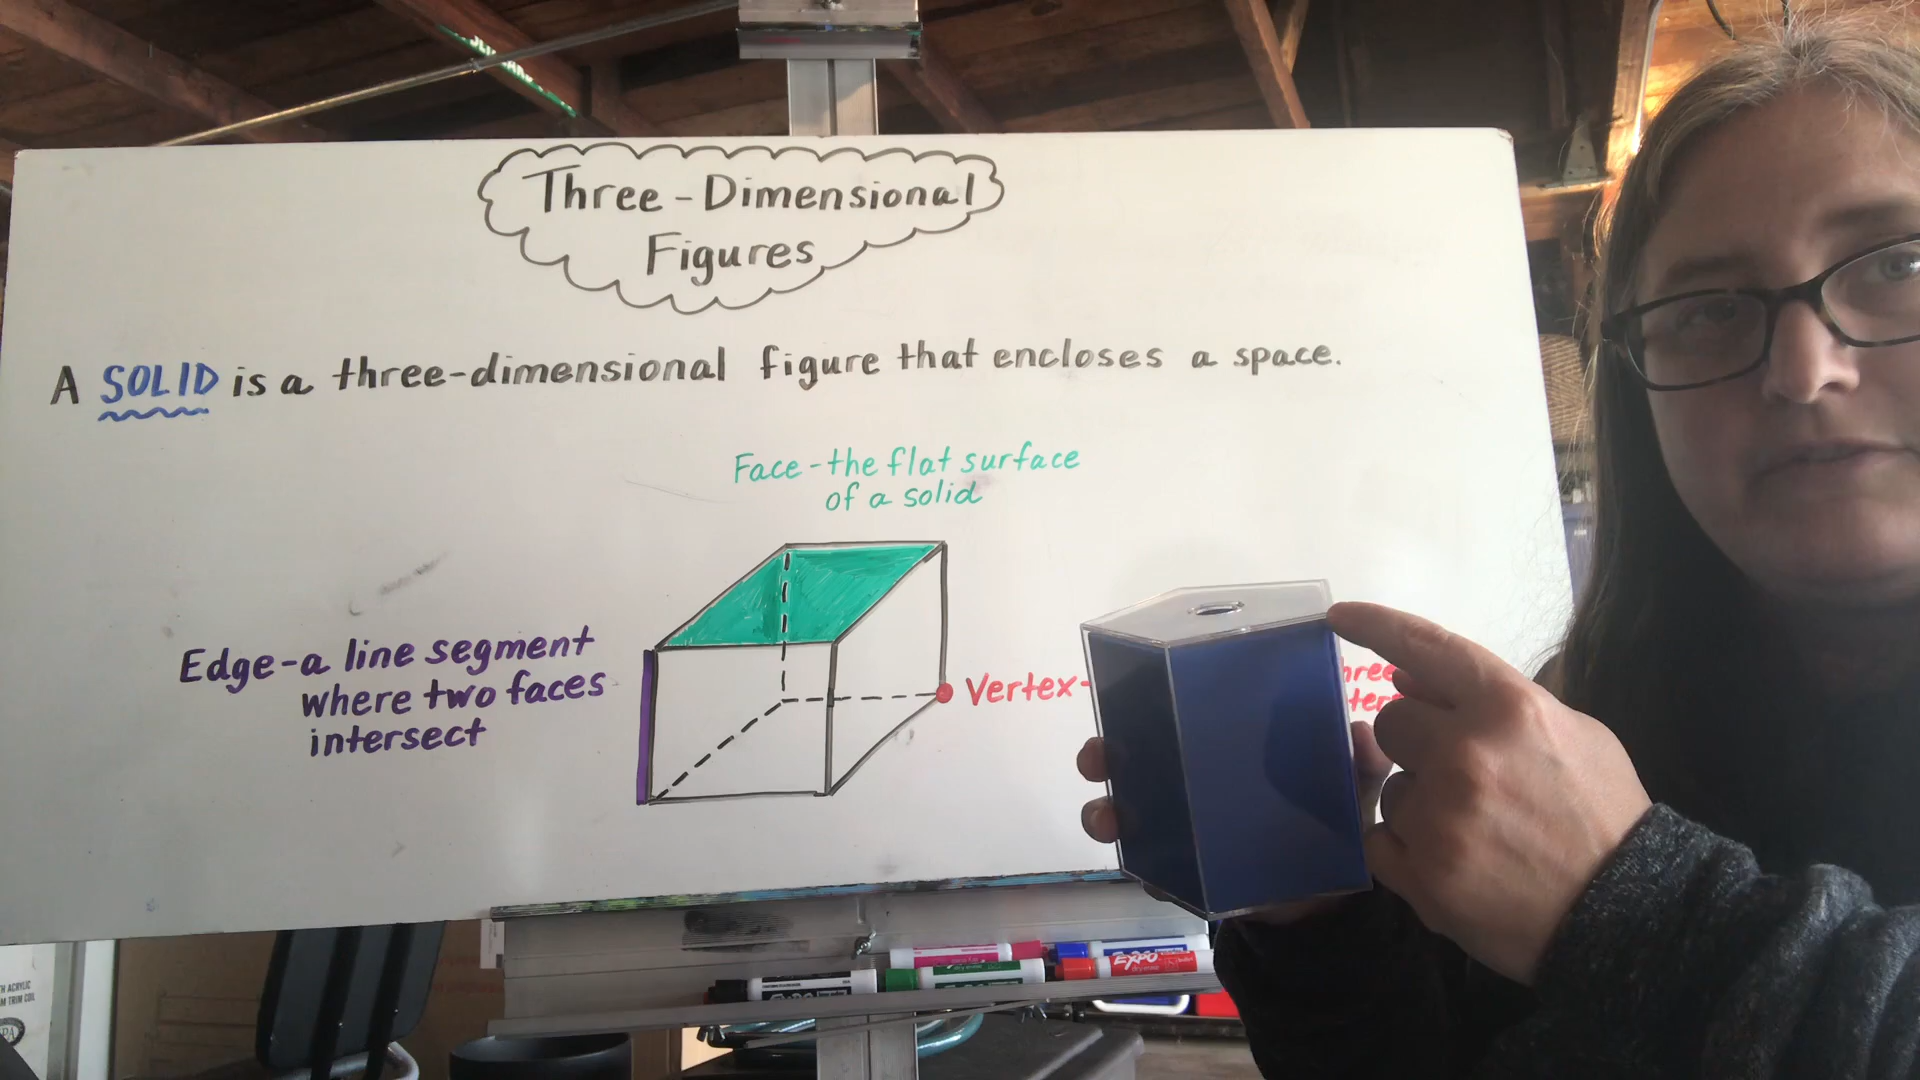 Three-Dimensional
Figures
A SOLID is a three-dimensional figure that encloses a space.
Face-the flat surface
of a solid
Edge-a line segment
where two faces
intersect
Vertex-
EXPO